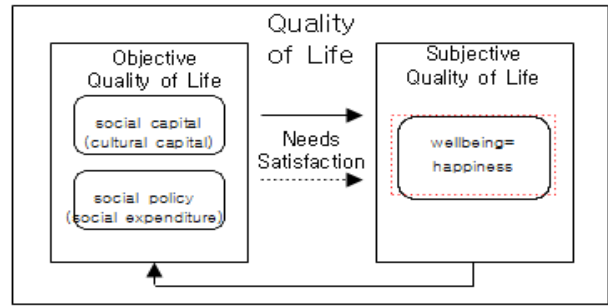 Quality
of Life
Objective
Quality of Life
social capital
(cultural capital)
social policy
(social expenditure)
Needs
Satisfaction
Subjective
Quality of Life
wellbeing=
happiness